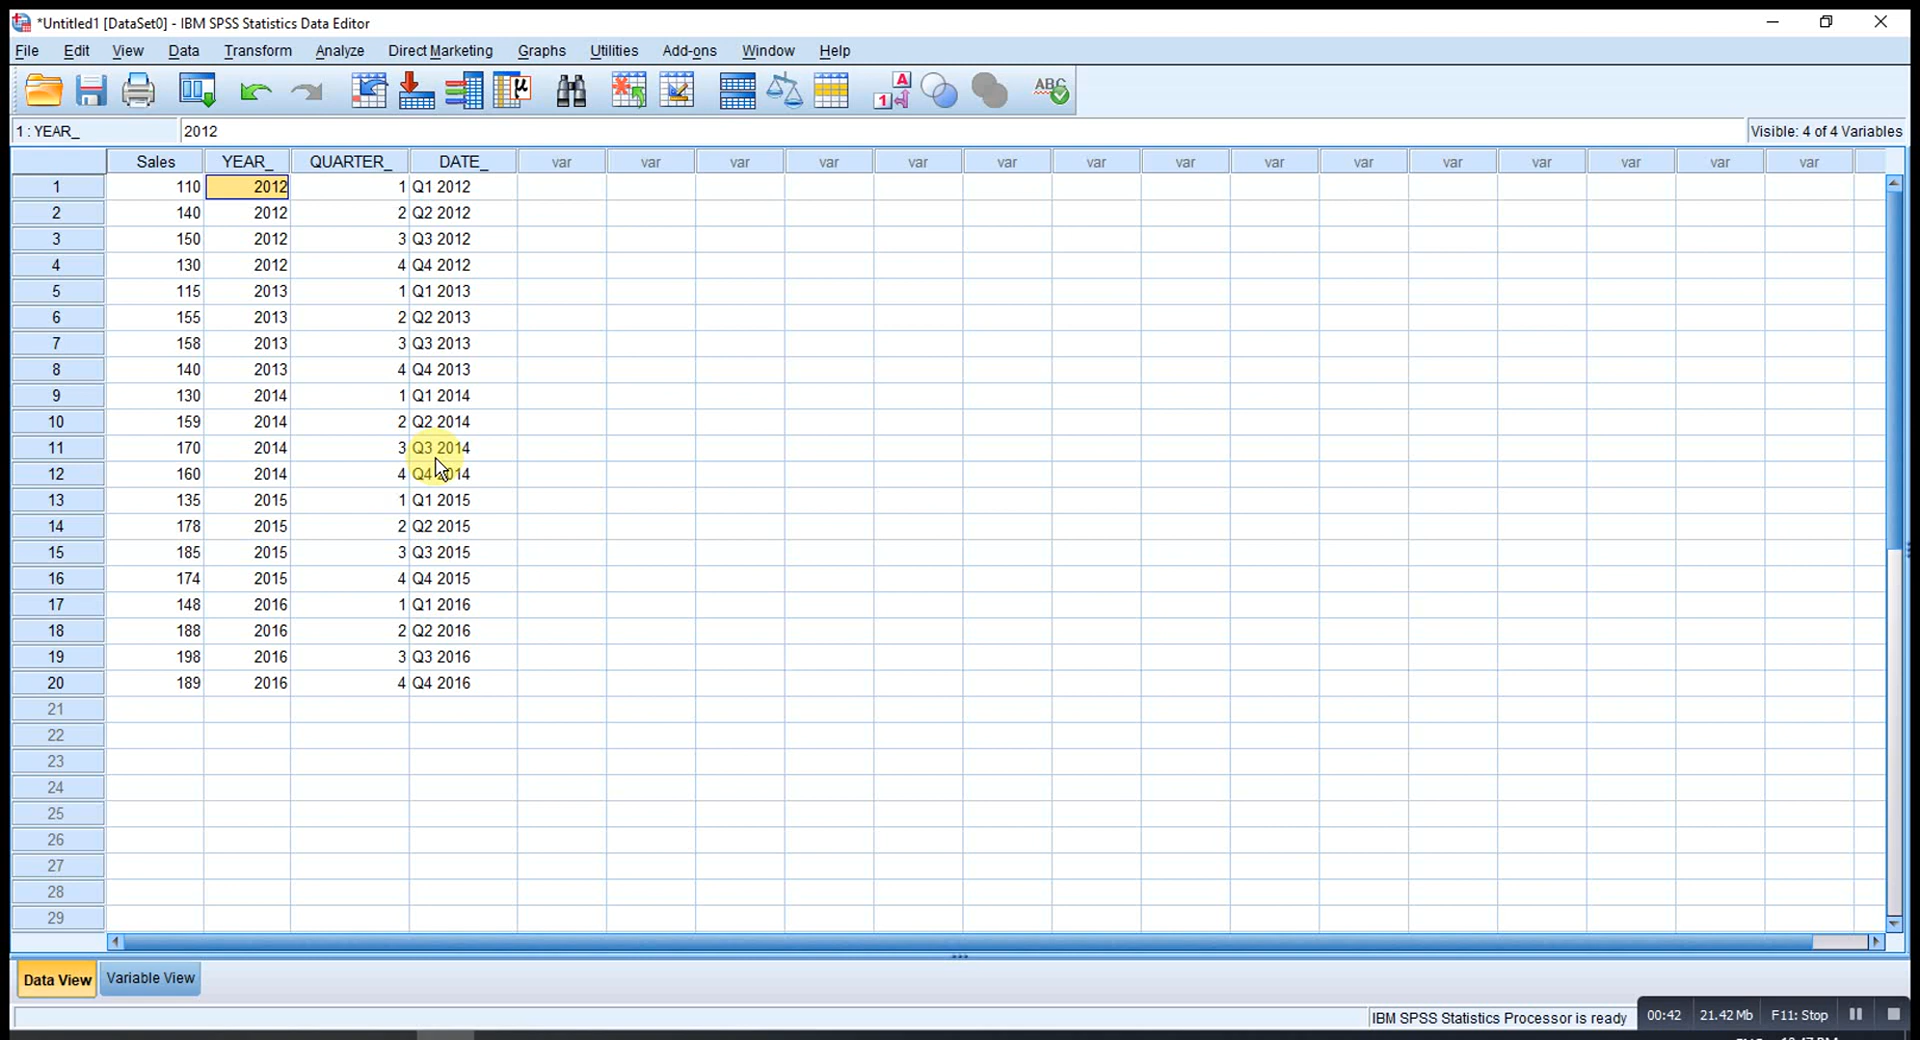 *Untitled1 [DataSet0] - IBM SPSS Statistics Data Editor
File Edit View Data Transform Analyze Direct Marketing Graphs Utilities Add-ons Window Help
A
1
μ
ABC
1 : YEAR_ 2012 Visible: 4 of 4 Variables
Sales YEAR_ QUARTER_ DATE_ var var var var var var var var var var var var var var var
1 110 2012 1 Q1 2012
2 140 2012 2 Q2 2012
3 150 2012 3 Q3 2012
4 130 2012 4 Q4 2012
5 115 2013 1 Q1 2013
6 155 2013 2 Q2 2013
7 158 2013 3 Q3 2013
8 140 2013 4 Q4 2013
9 130 2014 1 Q1 2014
10 159 2014 2 Q2 2014
11 170 2014 3 Q3 2014
12 160 2014 4 Q4 2014
13 135 2015 1 Q1 2015
14 178 2015 2 Q2 2015
15 185 2015 3 Q3 2015
16 174 2015 4 Q4 2015
17 148 2016 1 Q1 2016
18 188 2016 2 Q2 2016
19 198 2016 3 Q3 2016
20 189 2016 4 Q4 2016
21
22
23
24
25
26
27
28
29
Data View Variable View
IBM SPSS Statistics Processor is ready 00:42 21.42 Mb F11: Stop